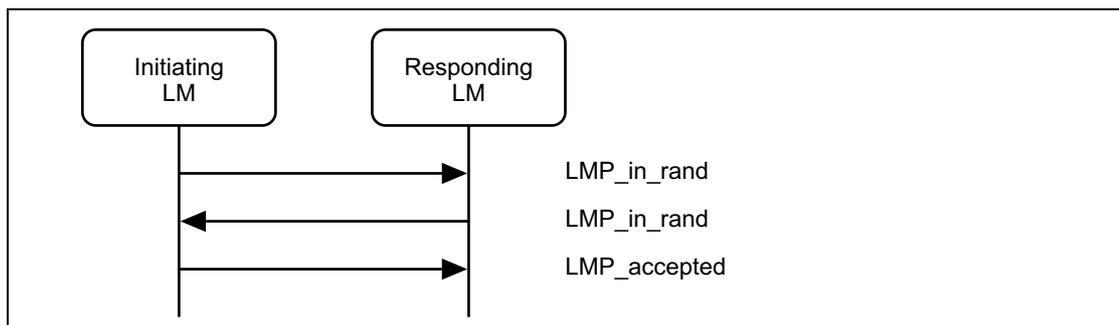 Initiating
LM
Responding
LM
LMP_in_rand
LMP_in_rand
LMP_accepted